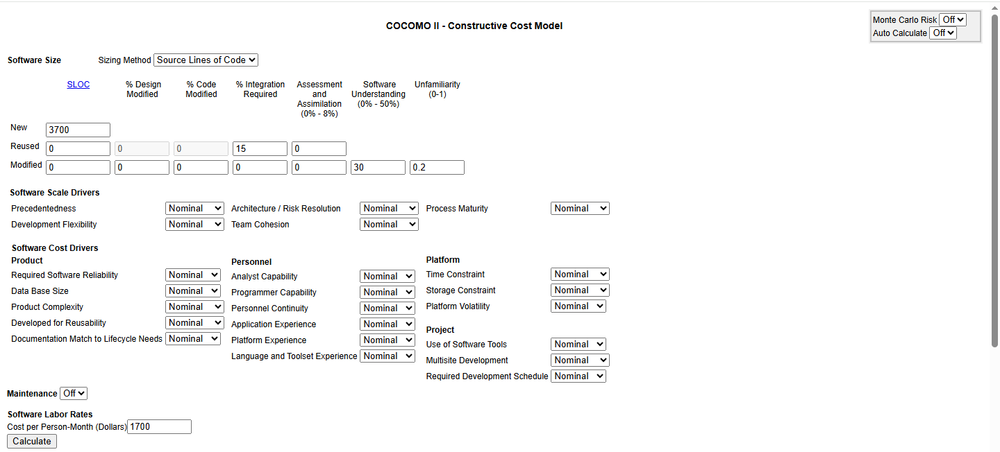 COCOMO II - Constructive Cost Model
Monte Carlo Risk Off
Auto Calculate Off
Software Size Sizing Method Source Lines of Code
SLOC % Design Modified % Code Modified % Integration Required Assessment and Assimilation (0% - 8%) Software Understanding (0% - 50%) Unfamiliarity (0-1)
New 3700
Reused 0 0 0 15 0
Modified 0 0 0 0 0 30 0.2
Software Scale Drivers
Precedentedness Nominal Architecture / Risk Resolution Nominal Process Maturity Nominal
Development Flexibility Nominal Team Cohesion Nominal
Software Cost Drivers
Product
Required Software Reliability Nominal
Data Base Size Nominal
Product Complexity Nominal
Developed for Reusability Nominal
Documentation Match to Lifecycle Needs Nominal
Personnel
Analyst Capability Nominal
Programmer Capability Nominal
Personnel Continuity Nominal
Application Experience Nominal
Platform Experience Nominal
Language and Toolset Experience Nominal
Platform
Time Constraint Nominal
Storage Constraint Nominal
Platform Volatility Nominal
Project
Use of Software Tools Nominal
Multisite Development Nominal
Required Development Schedule Nominal
Maintenance Off
Software Labor Rates
Cost per Person-Month (Dollars) 1700
Calculate